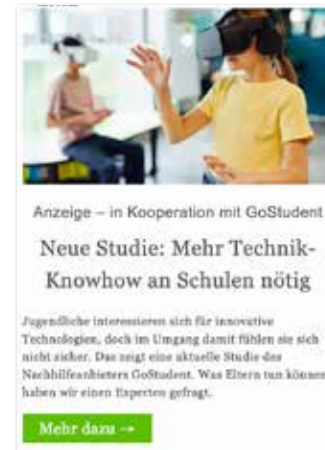 Anzeige – in Kooperation mit GoStudent
Neue Studie: Mehr Technik-
Knowhow an Schulen nötig
Jugendliche interessieren sich für innovative
Technologien, doch im Umgang damit fühlen sie sich
nicht sicher. Das zeigt eine aktuelle Studie des
Nachhilfeanbieters GoStudent. Was Eltern tun können
haben wir einen Experten gefragt.
Mehr dazu →